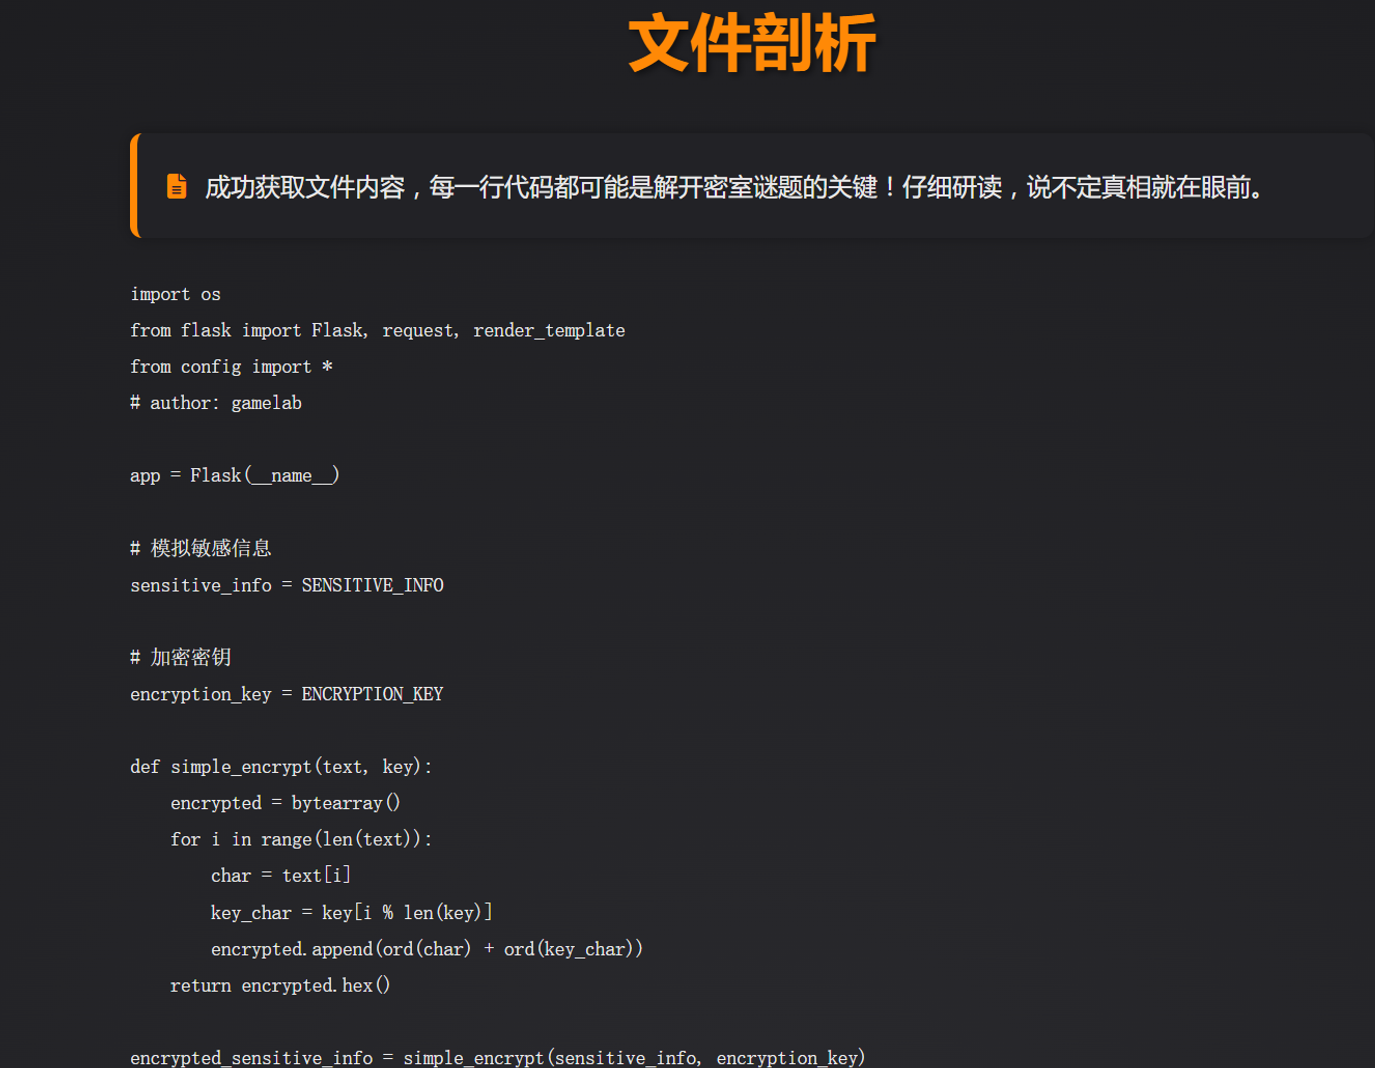 文件剖析
成功获取文件内容，每一行代码都可能是解开密室谜题的关键！仔细研读，说不定真相就在眼前。
import os
from flask import Flask, request, render_template
from config import *
# author: gamelab
app = Flask(__name__)
# 模拟敏感信息
sensitive_info = SENSITIVE_INFO
# 加密密钥
encryption_key = ENCRYPTION_KEY
def simple_encrypt(text, key):
    encrypted = bytearray()
    for i in range(len(text)):
        char = text[i]
        key_char = key[i % len(key)]
        encrypted.append(ord(char) + ord(key_char))
    return encrypted.hex()
encrypted_sensitive_info = simple_encrypt(sensitive_info, encryption_key)